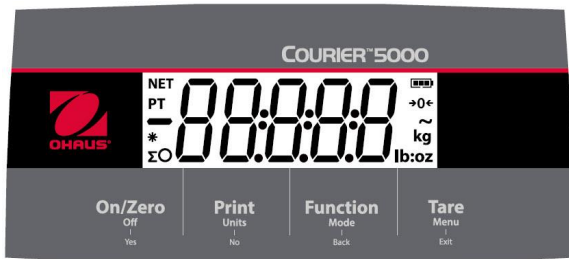 COURIER™5000
NET
PT
*
ΣO
88:8:8:8
→0←
~
kg
lb:oz
OHAUS®
On/Zero
Off
Yes
Print
Units
No
Function
Mode
Back
Tare
Menu
Exit